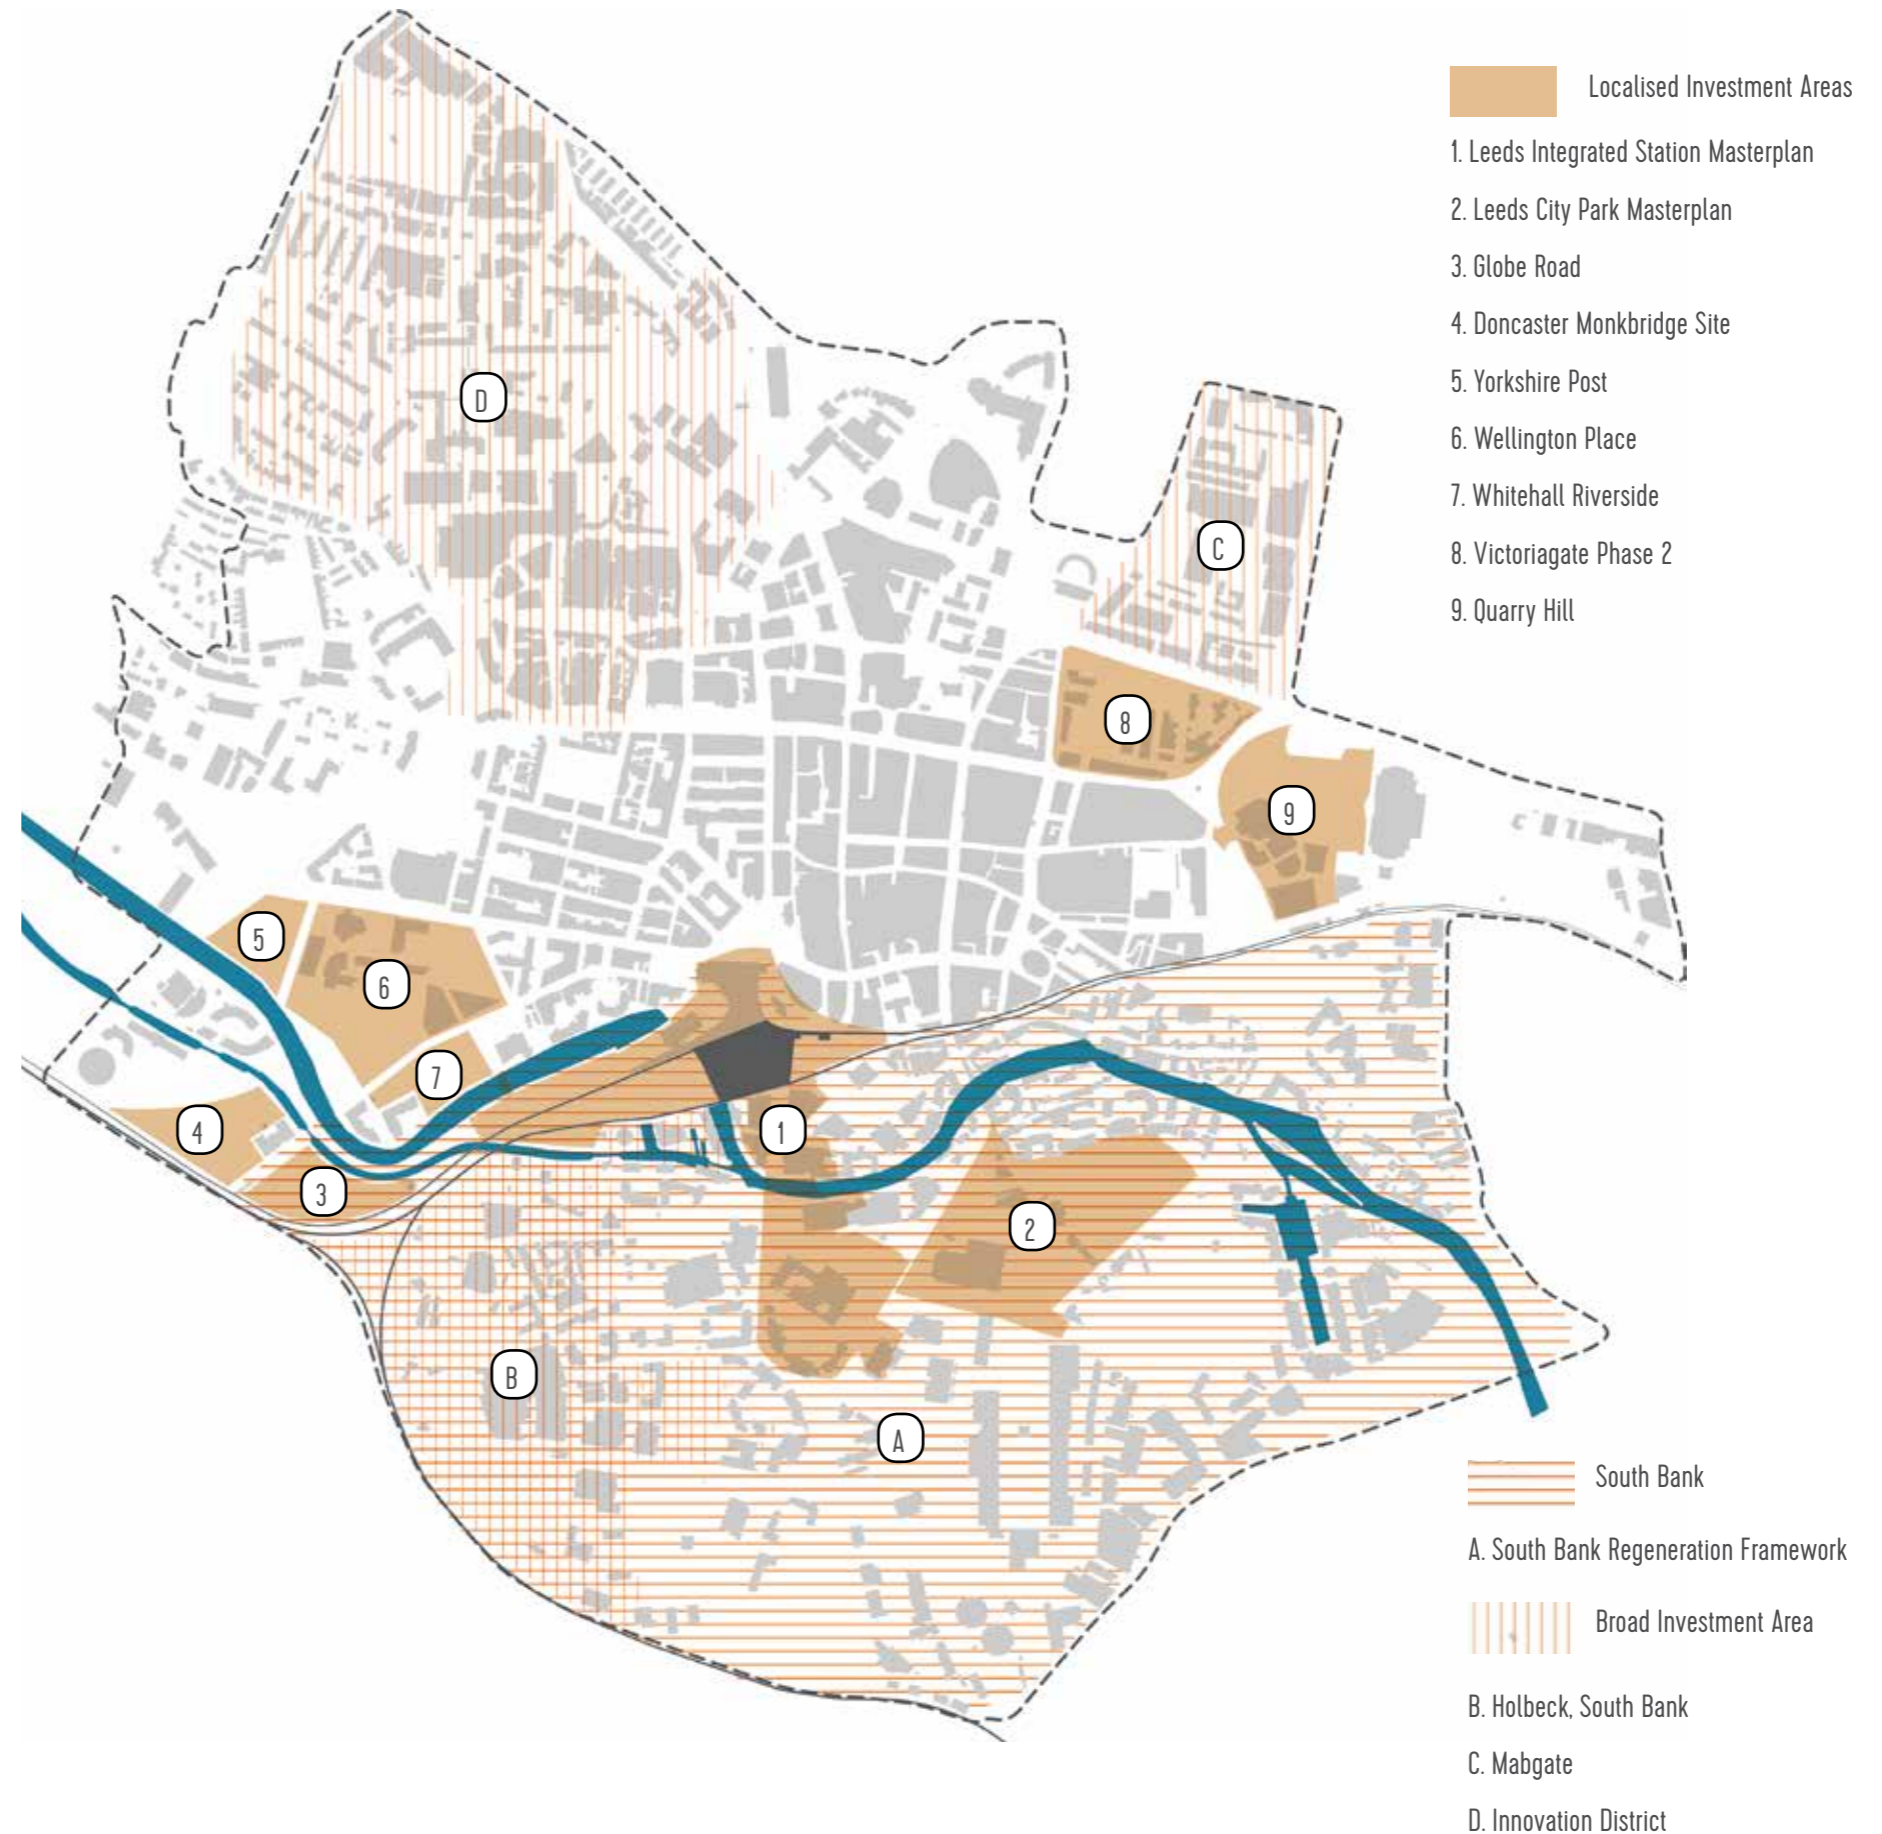 Localised Investment Areas
1. Leeds Integrated Station Masterplan
2. Leeds City Park Masterplan
3. Globe Road
4. Doncaster Monkbridge Site
5. Yorkshire Post
6. Wellington Place
7. Whitehall Riverside
8. Victoriagate Phase 2
9. Quarry Hill
D
C
8
9
5
6
7
4
1
3
2
B
A
South Bank
A. South Bank Regeneration Framework
Broad Investment Area
B. Holbeck, South Bank
C. Mabgate
D. Innovation District